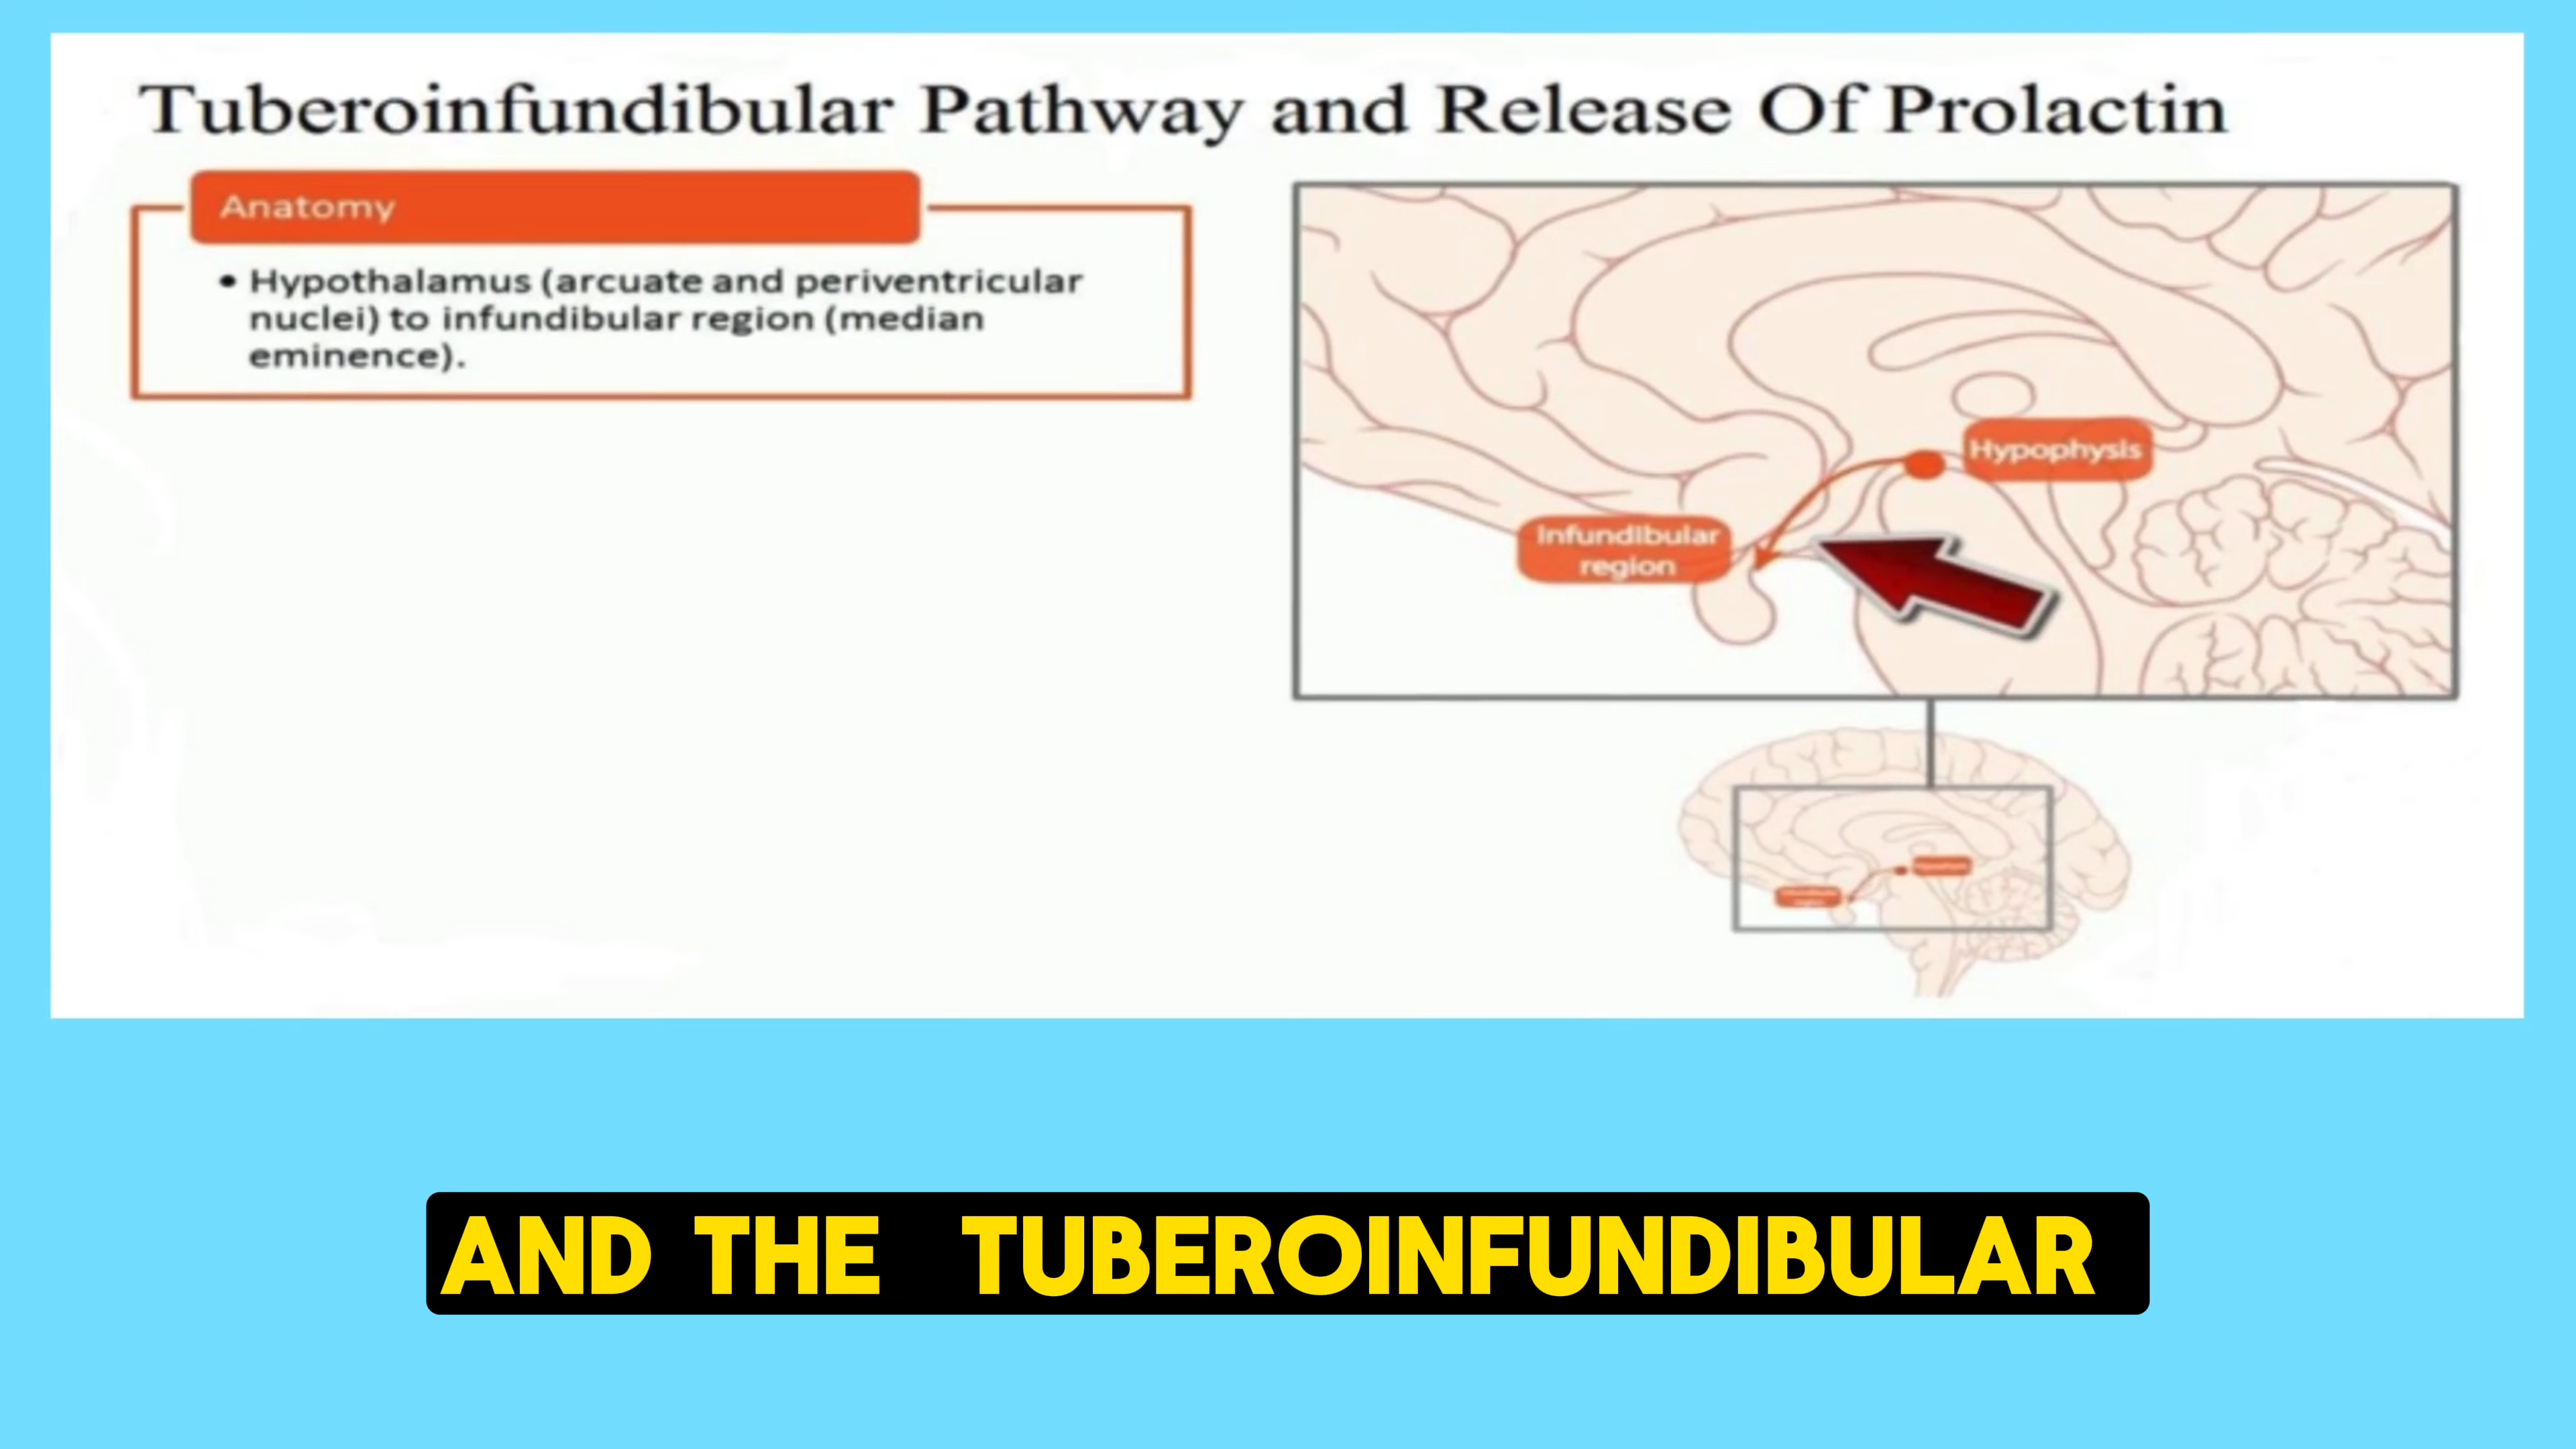 Tuberoinfundibular Pathway and Release Of Prolactin
Anatomy
• Hypothalamus (arcuate and periventricular
nuclei) to infundibular region (median
eminence).
Hypophysis
Infundibular
region
AND THE TUBEROINFUNDIBULAR